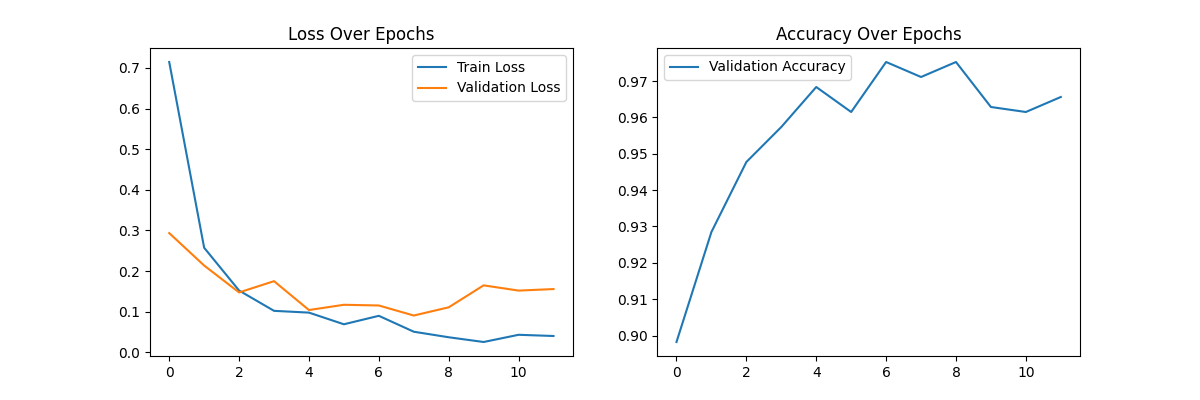 Loss Over Epochs
0.7
0.6
0.5
0.4
0.3
0.2
0.1
0.0
Train Loss
Validation Loss
0 2 4 6 8 10
Accuracy Over Epochs
0.97
0.96
0.95
0.94
0.93
0.92
0.91
0.90
Validation Accuracy
0 2 4 6 8 10